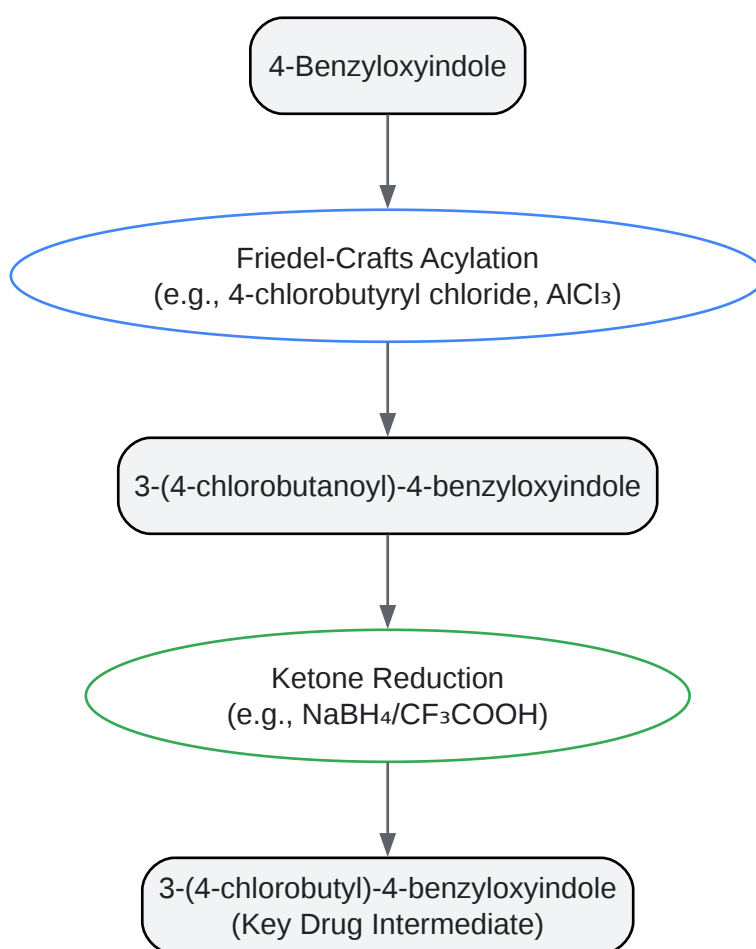 4-Benzyloxyindole
Friedel-Crafts Acylation
(e.g., 4-chlorobutyryl chloride, AlCl₃)
3-(4-chlorobutanoyl)-4-benzyloxyindole
Ketone Reduction
(e.g., NaBH₄/CF₃COOH)
3-(4-chlorobutyl)-4-benzyloxyindole
(Key Drug Intermediate)